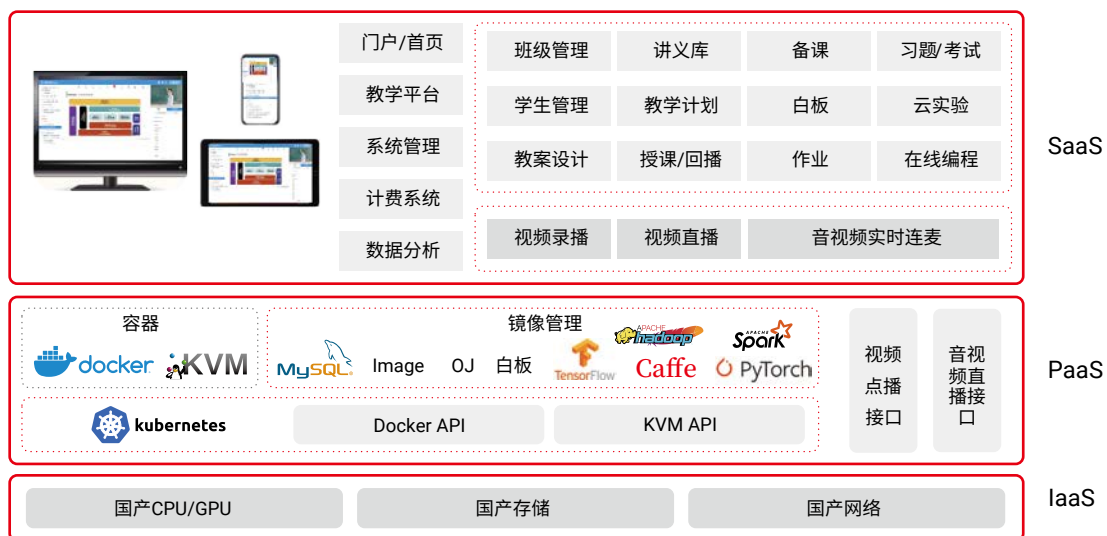 门户/首页
教学平台
系统管理
计费系统
数据分析
班级管理 讲义库 备课 习题/考试
学生管理 教学计划 白板 云实验
教案设计 授课/回播 作业 在线编程
视频录播 视频直播 音视频实时连麦
SaaS
容器
docker KVM
镜像管理
MySQL Image OJ 白板 TensorFlow
APACHE hadoop
Caffe
APACHE Spark
PyTorch
kubernetes Docker API KVM API
视频
点播
接口
音视
频直
播接
口
PaaS
国产CPU/GPU 国产存储 国产网络
IaaS